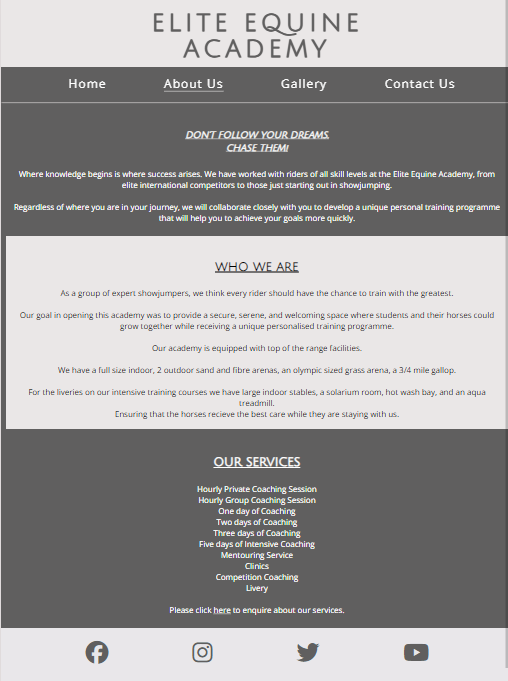 ELITE EQUINE
ACADEMY
Home About Us Gallery Contact Us
DON'T FOLLOW YOUR DREAMS.
CHASE THEM!
Where knowledge begins is where success arises. We have worked with riders of all skill levels at the Elite Equine Academy, from
elite international competitors to those just starting out in showjumping.
Regardless of where you are in your journey, we will collaborate closely with you to develop a unique personal training programme
that will help you to achieve your goals more quickly.
WHO WE ARE
As a group of expert showjumpers, we think every rider should have the chance to train with the greatest.
Our goal in opening this academy was to provide a secure, serene, and welcoming space where students and their horses could
grow together while receiving a unique personalised training programme.
Our academy is equipped with top of the range facilities.
We have a full size indoor, 2 outdoor sand and fibre arenas, an olympic sized grass arena, a 3/4 mile gallop.
For the liveries on our intensive training courses we have large indoor stables, a solarium room, hot wash bay, and an aqua
treadmill.
Ensuring that the horses recieve the best care while they are staying with us.
OUR SERVICES
Hourly Private Coaching Session
Hourly Group Coaching Session
One day of Coaching
Two days of Coaching
Three days of Coaching
Five days of Intensive Coaching
Mentouring Service
Clinics
Competition Coaching
Livery
Please click here to enquire about our services.